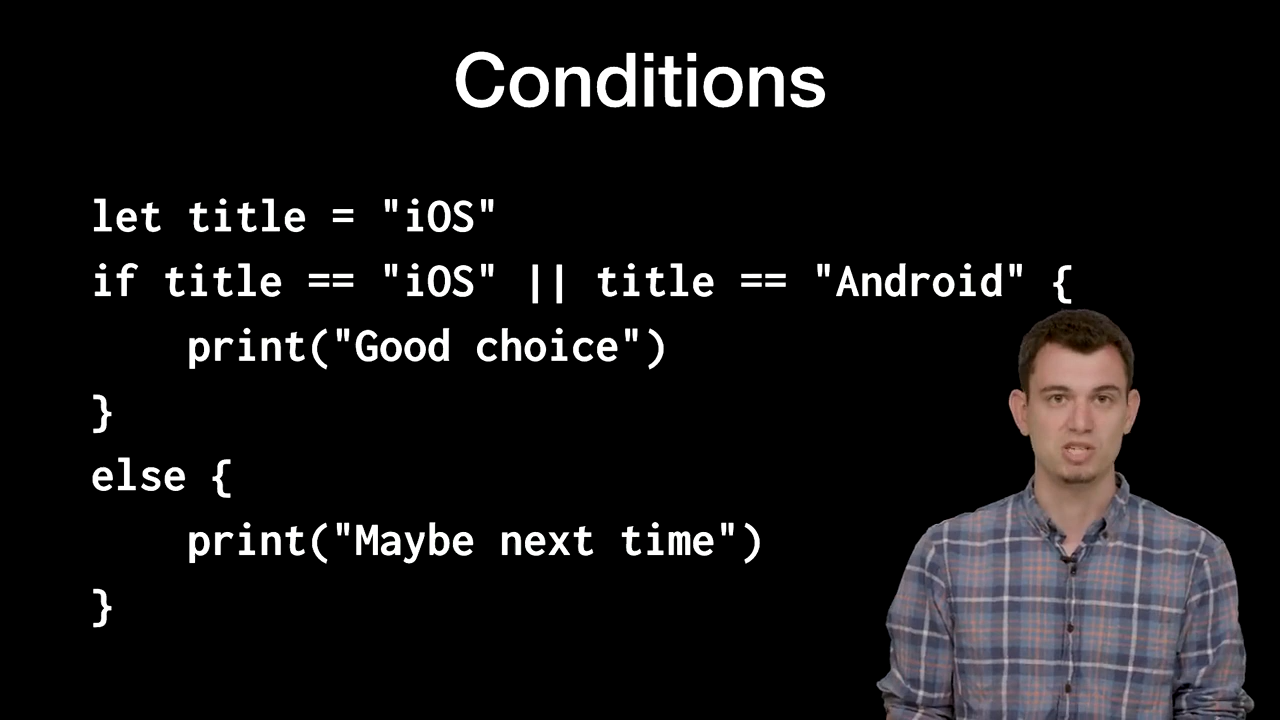 Conditions
let title = "iOS"
if title == "iOS" || title == "Android" {
    print("Good choice")
}
else {
    print("Maybe next time")
}